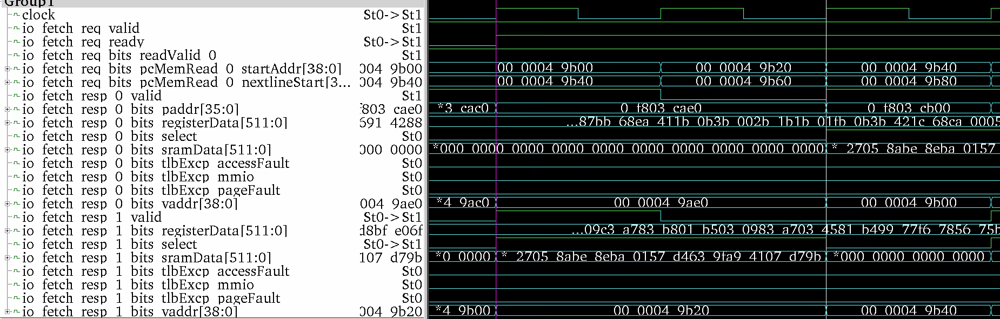 Group1
clock St0->St1
io fetch req valid St1
io fetch req ready St0->St1
io fetch req bits readValid 0 St1
io fetch req bits pcMemRead 0 startAddr[38:0] 004 9b00 00 0004 9b00 00 0004 9b20 00 0004 9b40
io fetch req bits pcMemRead 0 nextlineStart[3... 004 9b40 00 0004 9b40 00 0004 9b60 00 0004 9b80
io fetch resp 0 valid St1
io fetch resp 0 bits paddr[35:0] f803 cae0 *3 cac0 0 f803 cae0 0 f803 cb00
io fetch resp 0 bits registerData[511:0] 691 4288 ...87bb 68ea 411b 0b3b 002b 1b1b 01fb 0b3b 421c 68ca 0005
io fetch resp 0 bits select St0
io fetch resp 0 bits sramData[511:0] 000 0000 *000 0000 0000 0000 0000 0000 0000 0000 0000 0000 * 2705 8abe 8eba 0157
io fetch resp 0 bits tlbExcp accessFault St0
io fetch resp 0 bits tlbExcp mmio St0
io fetch resp 0 bits tlbExcp pageFault St0
io fetch resp 0 bits vaddr[38:0] 004 9ae0 *4 9ac0 00 0004 9ae0 00 0004 9b00
io fetch resp 1 valid St0->St1
io fetch resp 1 bits registerData[511:0] d8bf e06f ...09c3 a783 b801 b503 0983 a703 4581 b499 77f6 7856 75b
io fetch resp 1 bits select St0->St1
io fetch resp 1 bits sramData[511:0] 107 d79b *0 0000 * 2705 8abe 8eba 0157 d463 9fa9 4107 d79b *000 0000 0000 0000
io fetch resp 1 bits tlbExcp accessFault St0
io fetch resp 1 bits tlbExcp mmio St0
io fetch resp 1 bits tlbExcp pageFault St0
io fetch resp 1 bits vaddr[38:0] 004 9b20 *4 9b00 00 0004 9b20 00 0004 9b40